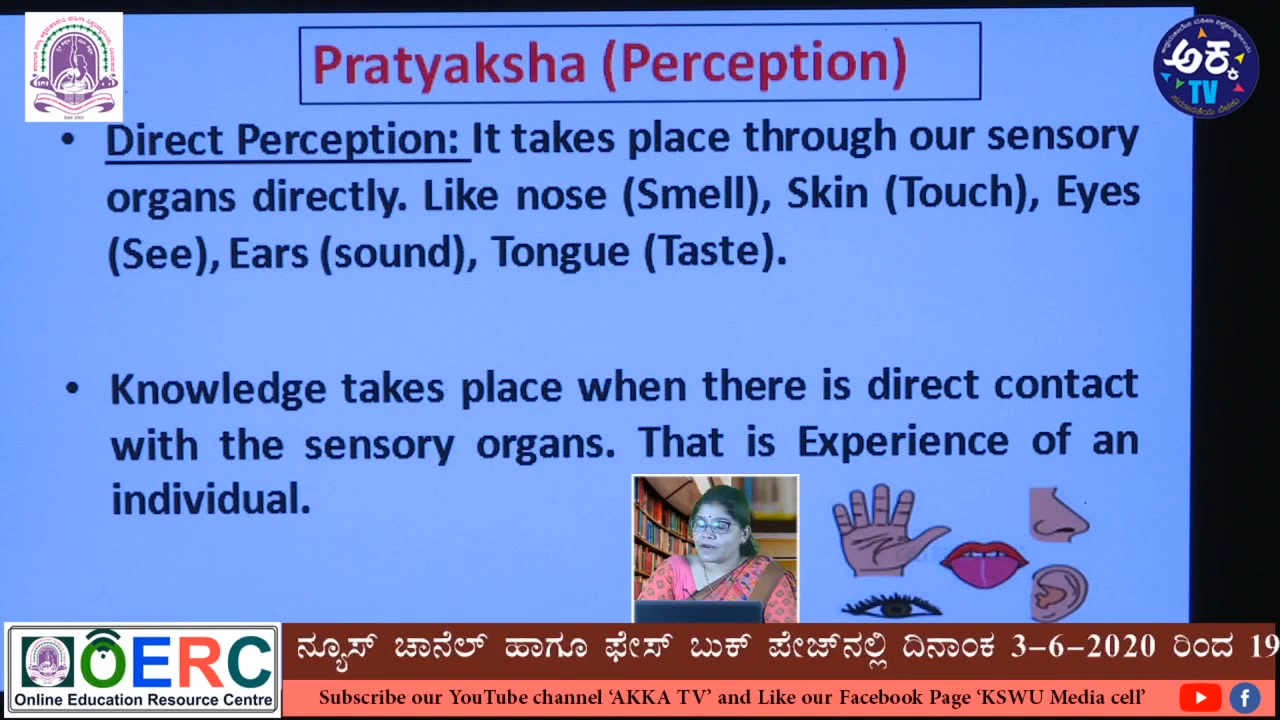 Pratyaksha (Perception)
ಅಕ್ಕ
TV
• Direct Perception: It takes place through our sensory
organs directly. Like nose (Smell), Skin (Touch), Eyes
(See), Ears (sound), Tongue (Taste).
• Knowledge takes place when there is direct contact
with the sensory organs. That is Experience of an
individual.
OERC
Online Education Resource Centre
ನ್ಯೂಸ್ ಚಾನೆಲ್ ಹಾಗೂ ಫೇಸ್ ಬುಕ್ ಪೇಜ್‌ನಲ್ಲಿ ದಿನಾಂಕ 3-6-2020 ರಿಂದ 19
Subscribe our YouTube channel ‘AKKA TV’ and Like our Facebook Page ‘KSWU Media cell’